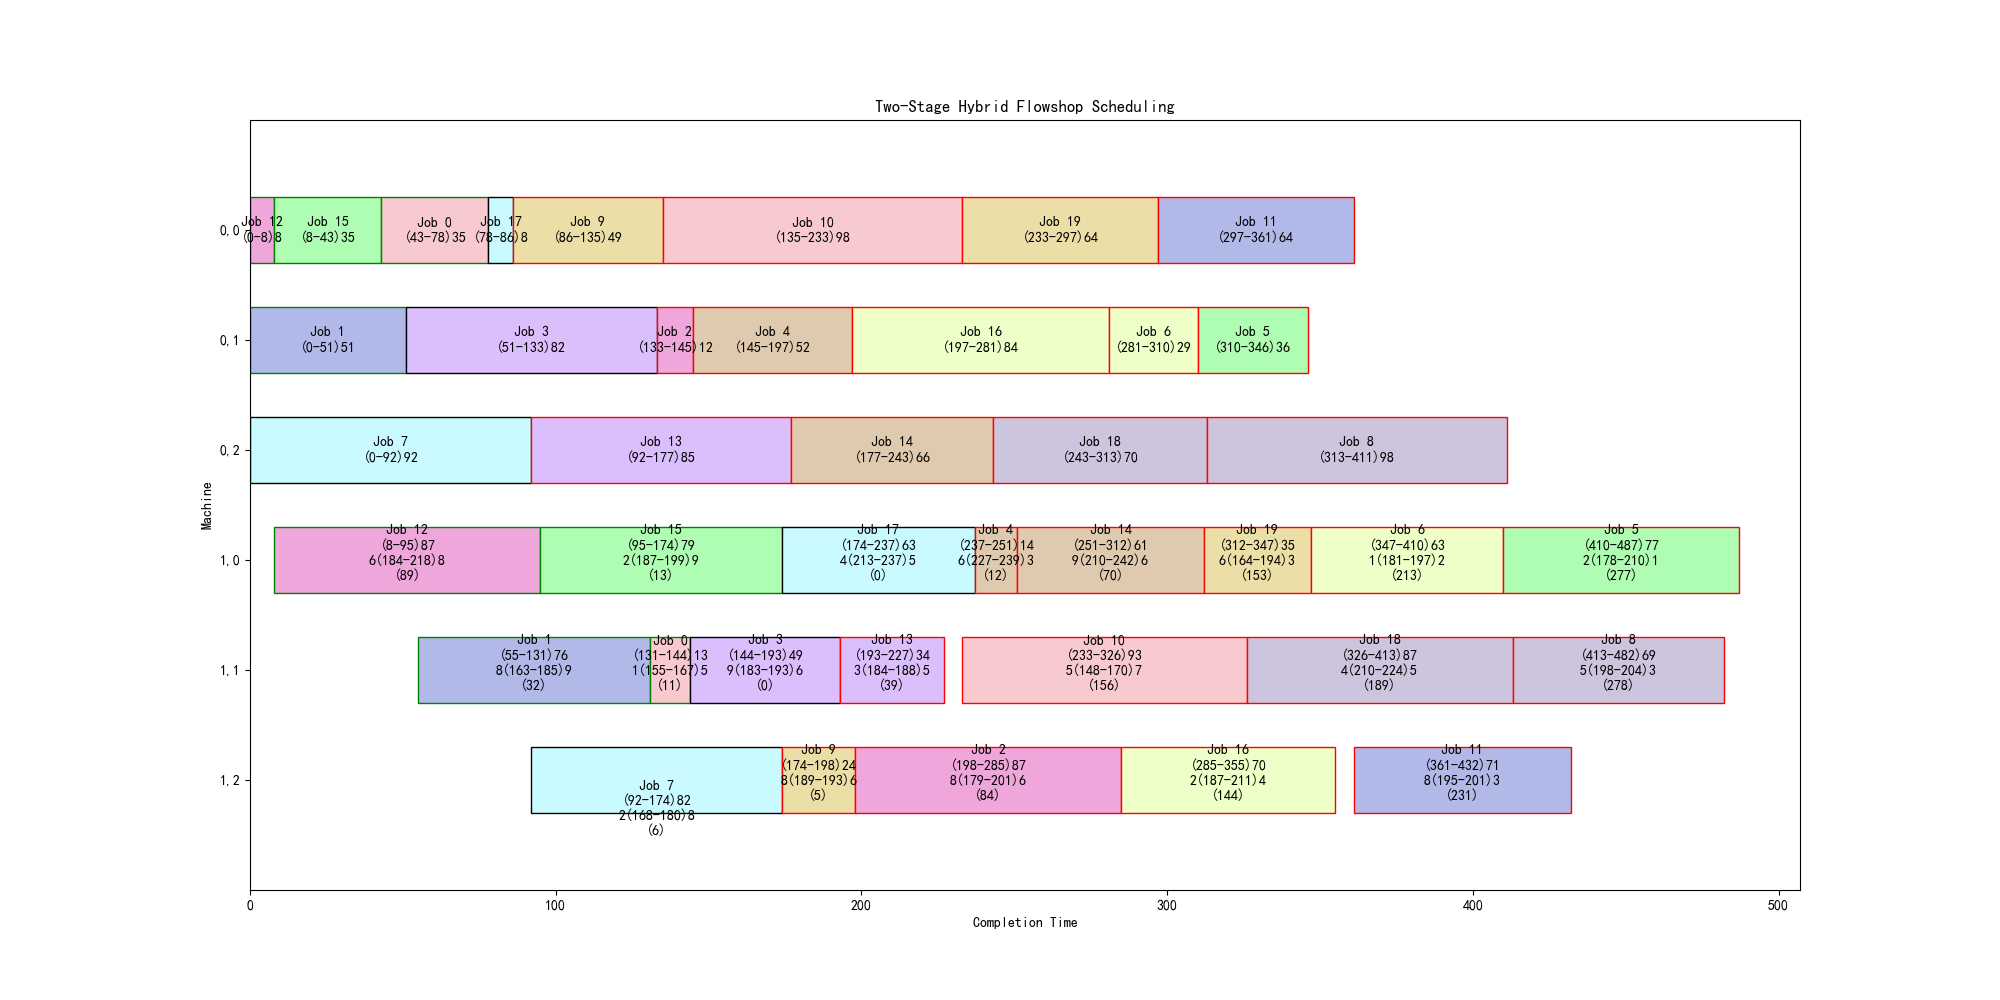 Two-Stage Hybrid Flowshop Scheduling
0,0
Job 12
(0-8)8
Job 15
(8-43)35
Job 0
(43-78)35
Job 17
(78-86)8
Job 9
(86-135)49
Job 10
(135-233)98
Job 19
(233-297)64
Job 11
(297-361)64
0,1
Job 1
(0-51)51
Job 3
(51-133)82
Job 2
(133-145)12
Job 4
(145-197)52
Job 16
(197-281)84
Job 6
(281-310)29
Job 5
(310-346)36
0,2
Job 7
(0-92)92
Job 13
(92-177)85
Job 14
(177-243)66
Job 18
(243-313)70
Job 8
(313-411)98
Machine
1,0
Job 12
(8-95)87
6(184-218)8
(89)
Job 15
(95-174)79
2(187-199)9
(13)
Job 17
(174-237)63
4(213-237)5
(0)
Job 4
(237-251)14
6(227-239)3
(12)
Job 14
(251-312)61
9(210-242)6
(70)
Job 19
(312-347)35
6(164-194)3
(153)
Job 6
(347-410)63
1(181-197)2
(213)
Job 5
(410-487)77
2(178-210)1
(277)
1,1
Job 1
(55-131)76
8(163-185)9
(32)
Job 0
(131-144)13
1(155-167)5
(11)
Job 3
(144-193)49
9(183-193)6
(0)
Job 13
(193-227)34
3(184-188)5
(39)
Job 10
(233-326)93
5(148-170)7
(156)
Job 18
(326-413)87
4(210-224)5
(189)
Job 8
(413-482)69
5(198-204)3
(278)
1,2
Job 7
(92-174)82
2(168-180)8
(6)
Job 9
(174-198)24
8(189-193)6
(5)
Job 2
(198-285)87
8(179-201)6
(84)
Job 16
(285-355)70
2(187-211)4
(144)
Job 11
(361-432)71
8(195-201)3
(231)
0
100
200
300
400
500
Completion Time